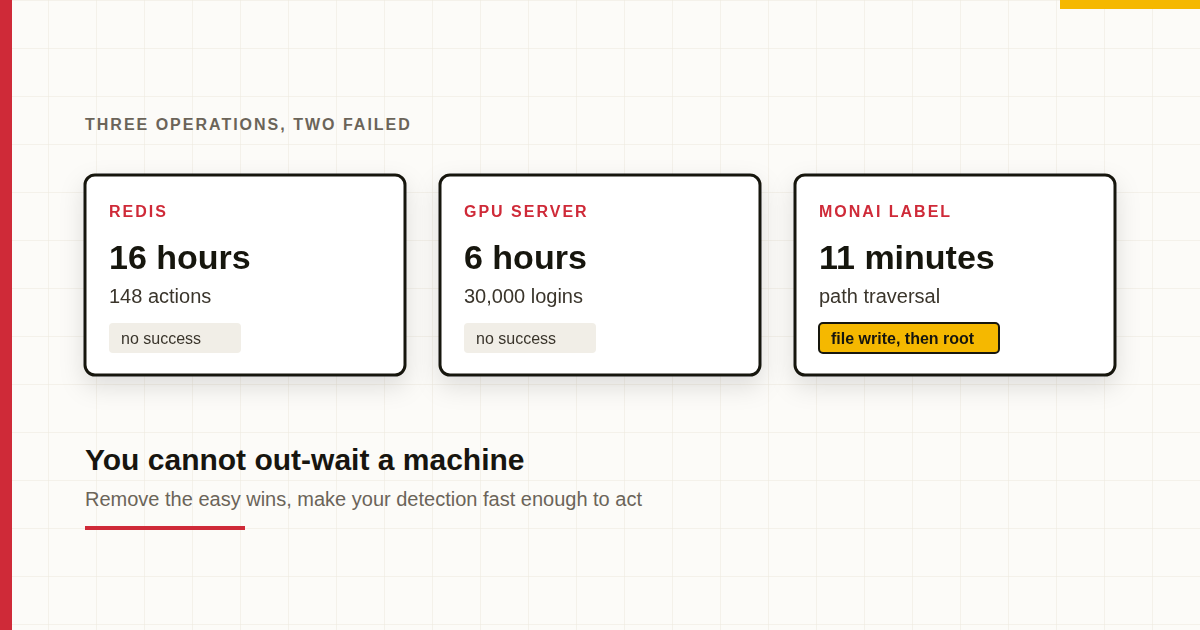 THREE OPERATIONS, TWO FAILED
REDIS
16 hours
148 actions
no success
GPU SERVER
6 hours
30,000 logins
no success
MONAI LABEL
11 minutes
path traversal
file write, then root
You cannot out-wait a machine
Remove the easy wins, make your detection fast enough to act